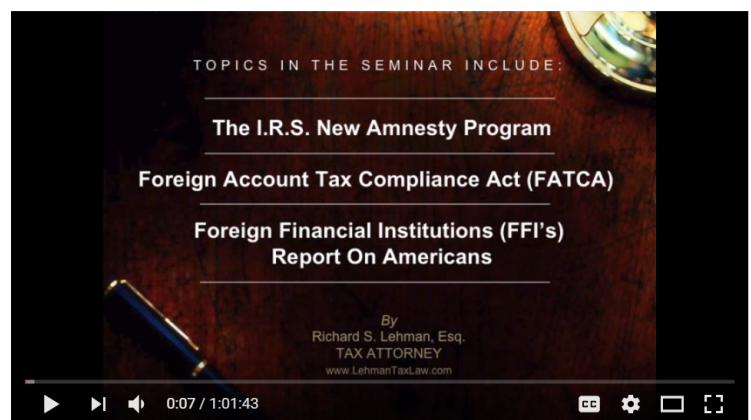 TOPICS IN THE SEMINAR INCLUDE:
The I.R.S. New Amnesty Program
Foreign Account Tax Compliance Act (FATCA)
Foreign Financial Institutions (FFI's)
Report On Americans
By
Richard S. Lehman, Esq.
TAX ATTORNEY
www.LehmanTaxLaw.com
0:07 / 1:01:43 CC